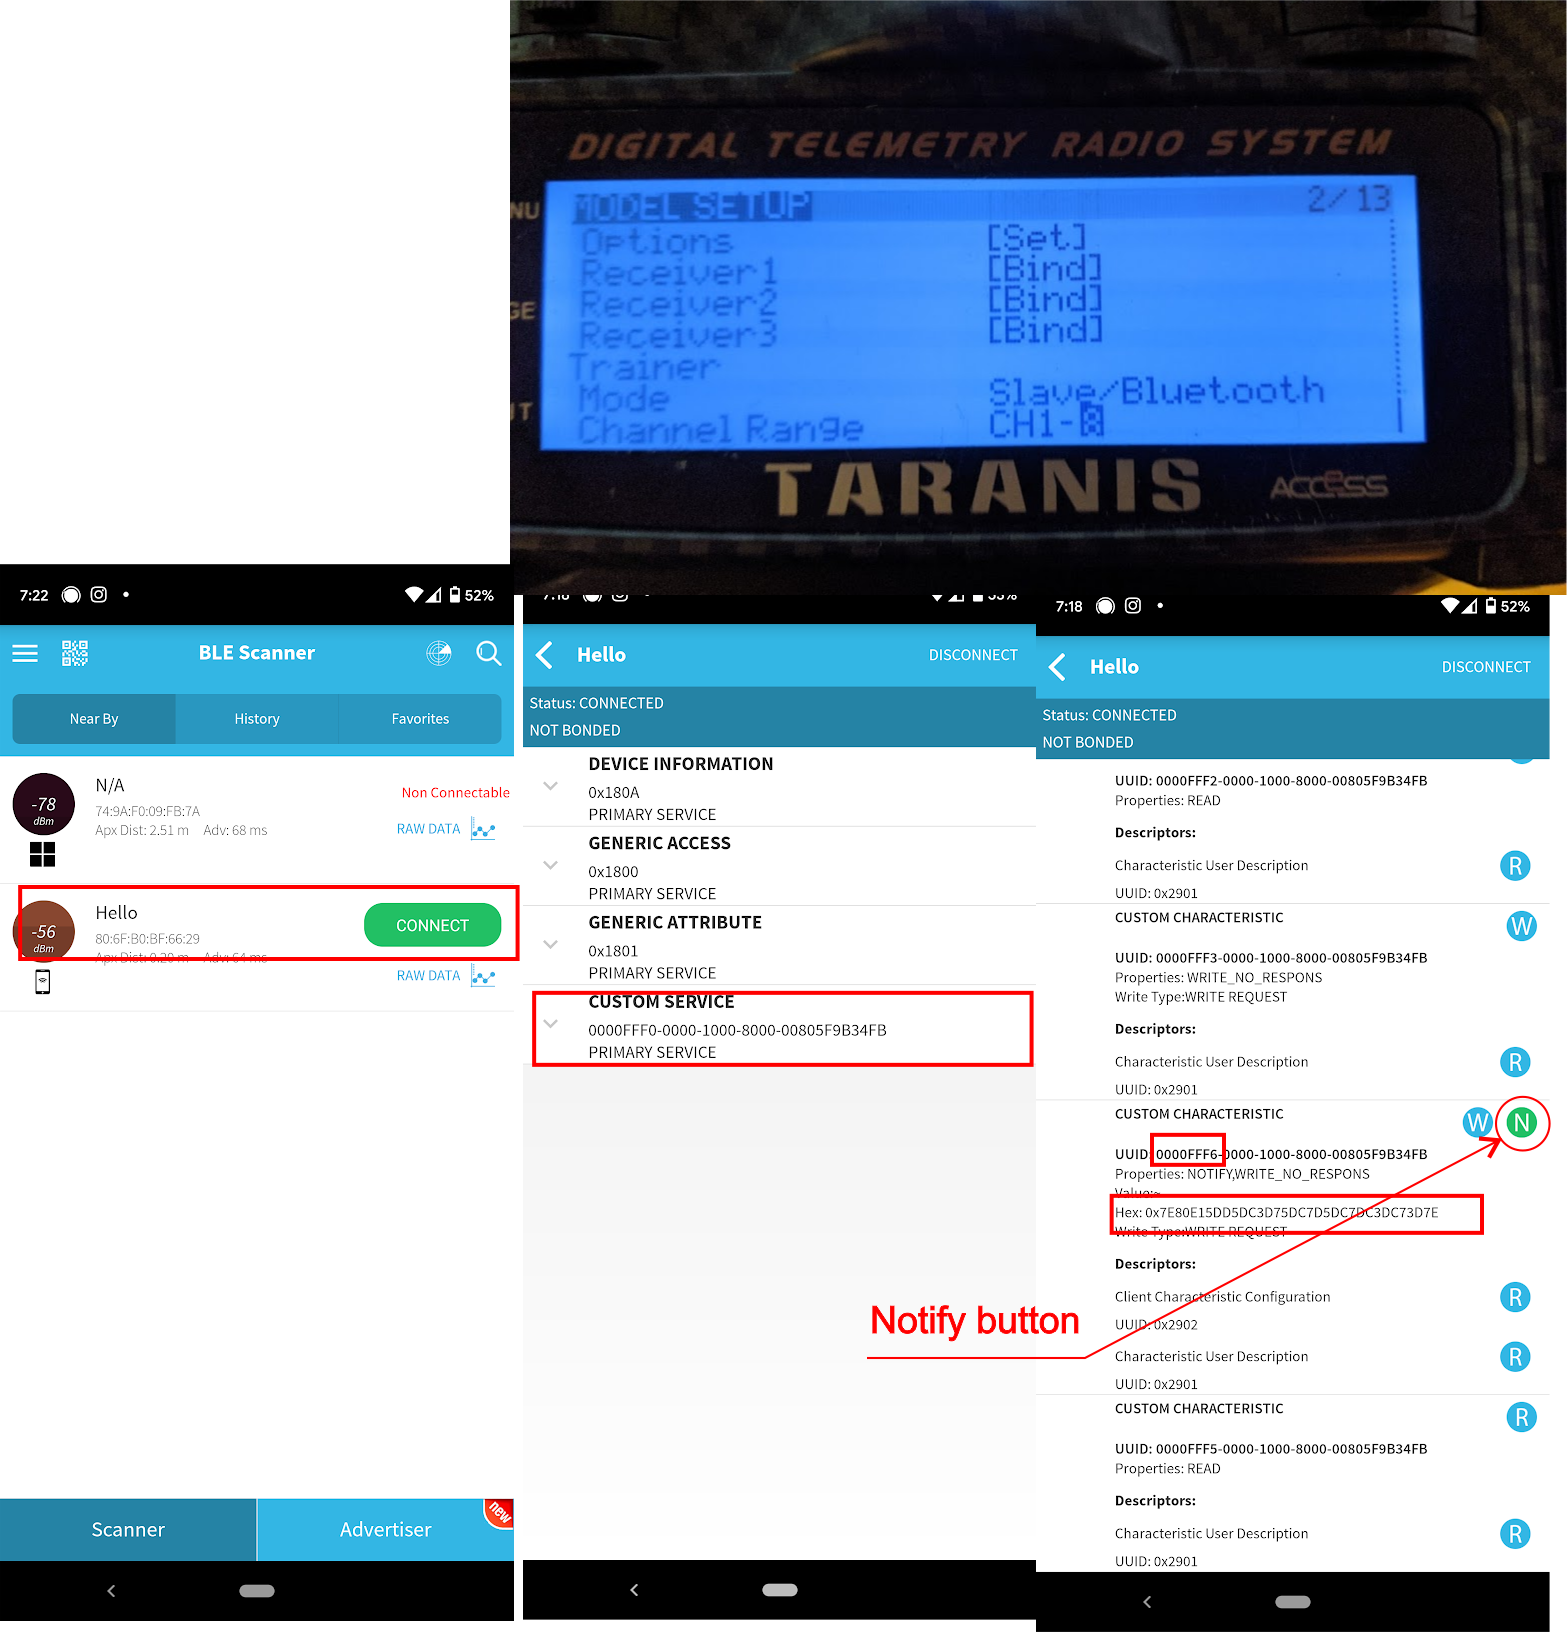 DIGITAL TELEMETRY RADIO SYSTEM
MODEL SETUP 2/13
Options [Set]
Receiver1 [Bind]
Receiver2 [Bind]
Receiver3 [Bind]
Trainer
Mode Slave/Bluetooth
Channel Range CH1-8
TARANIS ACCESS
7:22 52%
BLE Scanner
Near By History Favorites
-78 dBm
N/A
Non Connectable
74:9A:F0:09:FB:7A
Apx Dist: 2.51 m Adv: 68 ms
RAW DATA
-56 dBm
Hello
CONNECT
80:6F:B0:BF:66:29
Apx Dist: 0.20 m Adv: 64 ms
RAW DATA
Scanner Advertiser new
7:18 53%
Hello DISCONNECT
Status: CONNECTED
NOT BONDED
DEVICE INFORMATION
0x180A
PRIMARY SERVICE
GENERIC ACCESS
0x1800
PRIMARY SERVICE
GENERIC ATTRIBUTE
0x1801
PRIMARY SERVICE
CUSTOM SERVICE
0000FFF0-0000-1000-8000-00805F9B34FB
PRIMARY SERVICE
7:18 52%
Hello DISCONNECT
Status: CONNECTED
NOT BONDED
UUID: 0000FFF2-0000-1000-8000-00805F9B34FB
Properties: READ
Descriptors:
Characteristic User Description R
UUID: 0x2901
CUSTOM CHARACTERISTIC W
UUID: 0000FFF3-0000-1000-8000-00805F9B34FB
Properties: WRITE_NO_RESPONS
Write Type:WRITE REQUEST
Descriptors:
Characteristic User Description R
UUID: 0x2901
CUSTOM CHARACTERISTIC W N
UUID: 0000FFF6-0000-1000-8000-00805F9B34FB
Properties: NOTIFY,WRITE_NO_RESPONS
Value:~
Hex: 0x7E80E15DD5DC3D75DC7D5DC7DC3DC73D7E
Write Type:WRITE REQUEST
Descriptors:
Client Characteristic Configuration R
UUID: 0x2902
Characteristic User Description R
UUID: 0x2901
CUSTOM CHARACTERISTIC R
UUID: 0000FFF5-0000-1000-8000-00805F9B34FB
Properties: READ
Descriptors:
Characteristic User Description R
UUID: 0x2901
Notify button